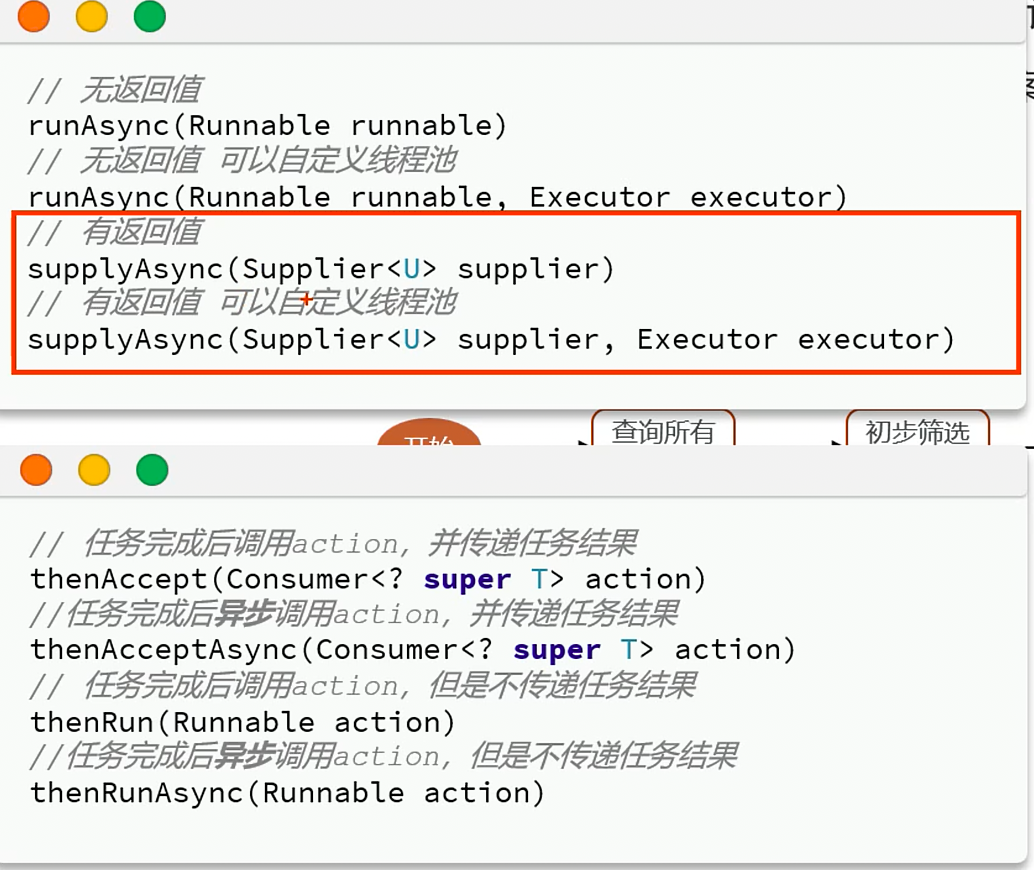 // 无返回值
runAsync(Runnable runnable)
// 无返回值 可以自定义线程池
runAsync(Runnable runnable, Executor executor)
// 有返回值
supplyAsync(Supplier<U> supplier)
// 有返回值 可以自定义线程池
supplyAsync(Supplier<U> supplier, Executor executor)
开始
查询所有
初步筛选
// 任务完成后调用action，并传递任务结果
thenAccept(Consumer<? super T> action)
//任务完成后异步调用action，并传递任务结果
thenAcceptAsync(Consumer<? super T> action)
// 任务完成后调用action，但是不传递任务结果
thenRun(Runnable action)
//任务完成后异步调用action，但是不传递任务结果
thenRunAsync(Runnable action)